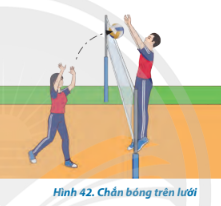 Hình 42. Chắn bóng trên lưới